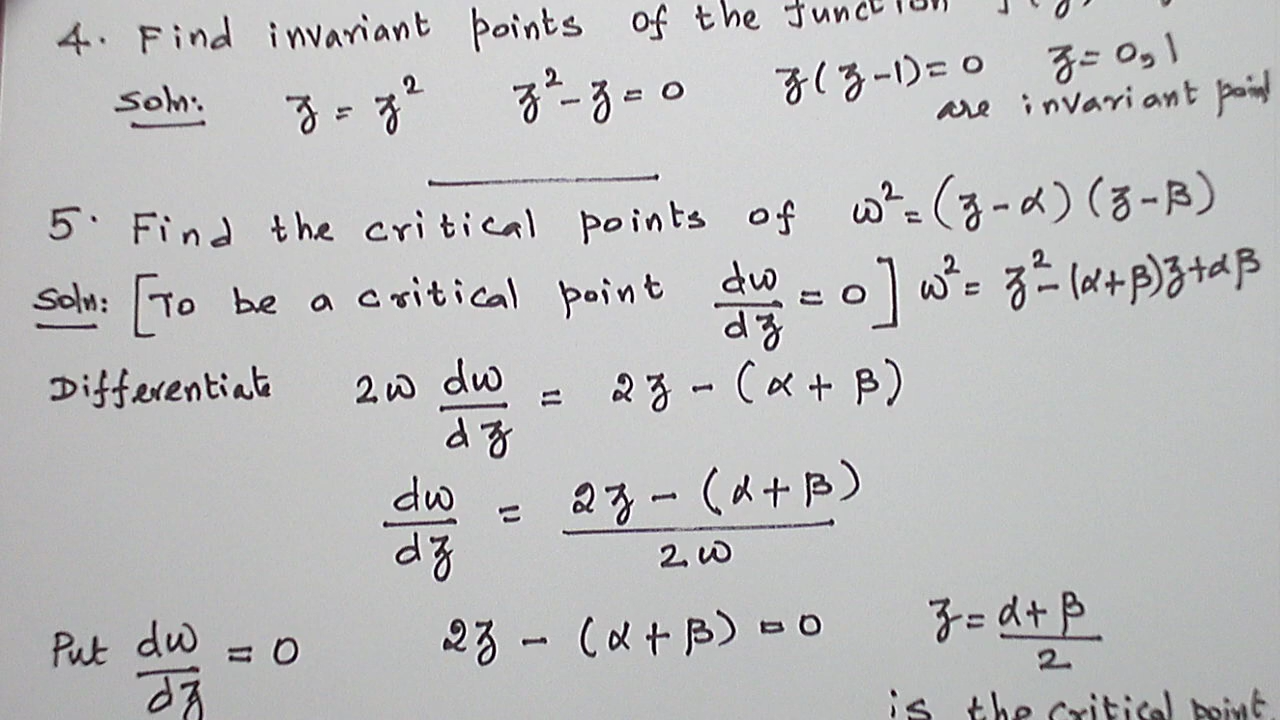 4. Find invariant points of the function
Soln: z = z² z² - z = 0 z(z-1) = 0 z = 0, 1
are invariant point
5. Find the critical points of ω² = (z-α)(z-β)
Soln: [To be a critical point dω/dz = 0] ω² = z² - (α+β)z + αβ
Differentiate 2ω dω/dz = 2z - (α + β)
dω/dz = 2z - (α+β) / 2ω
Put dω/dz = 0 2z - (α + β) = 0 z = α + β / 2
is the critical point